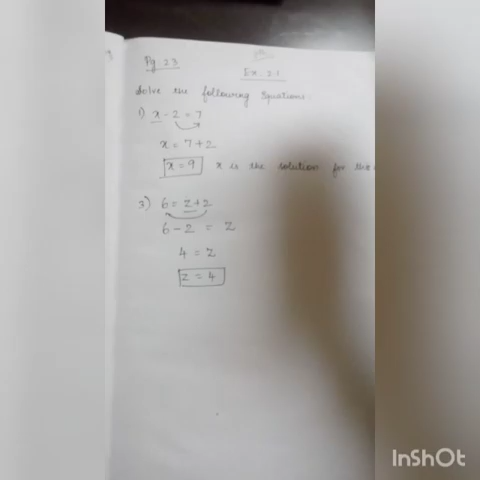 Pg. 23
Ex. 2.1
Solve the following Equations.
1) x - 2 = 7
x = 7 + 2
x = 9 x is the solution for the
3) 6 = z + 2
6 - 2 = z
4 = z
z = 4
InShOt